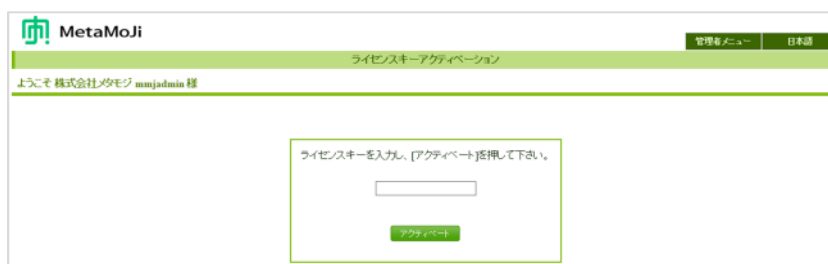 MetaMoJi
管理者メニュー 日本語
ライセンスキーアクティベーション
ようこそ 株式会社メタモジ mmjadmin 様
ライセンスキーを入力し、[アクティベート]を押して下さい。
アクティベート